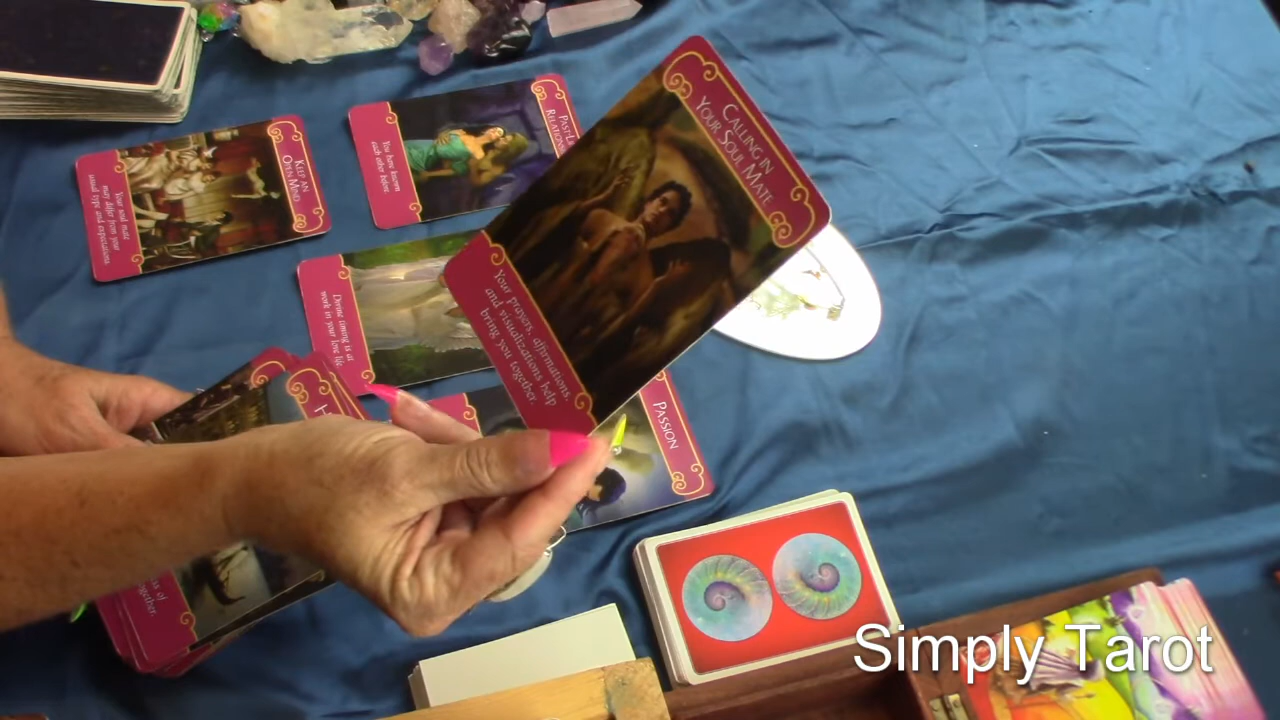 KEEP AN
OPEN MIND
Your soul mate
may differ from your
usual type and expectations
PAST-L
RELATIONS
You have known
each other before.
CALLING IN
YOUR SOUL MATE
Your prayers, affirmations,
and visualizations help
bring you together.
Divine timing is at
work in your love life.
PASSION
H
together.
Simply Tarot